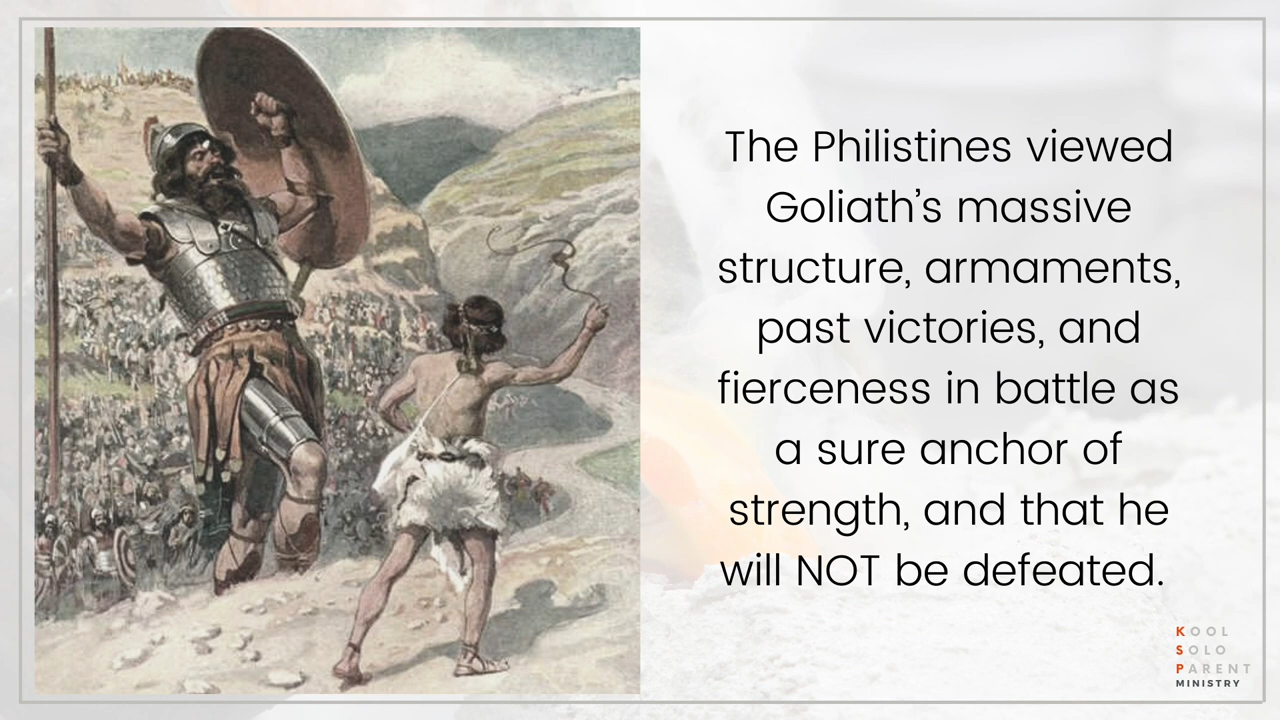 The Philistines viewed
Goliath’s massive
structure, armaments,
past victories, and
fierceness in battle as
a sure anchor of
strength, and that he
will NOT be defeated.
KOOL
SOLO
PARENT
MINISTRY